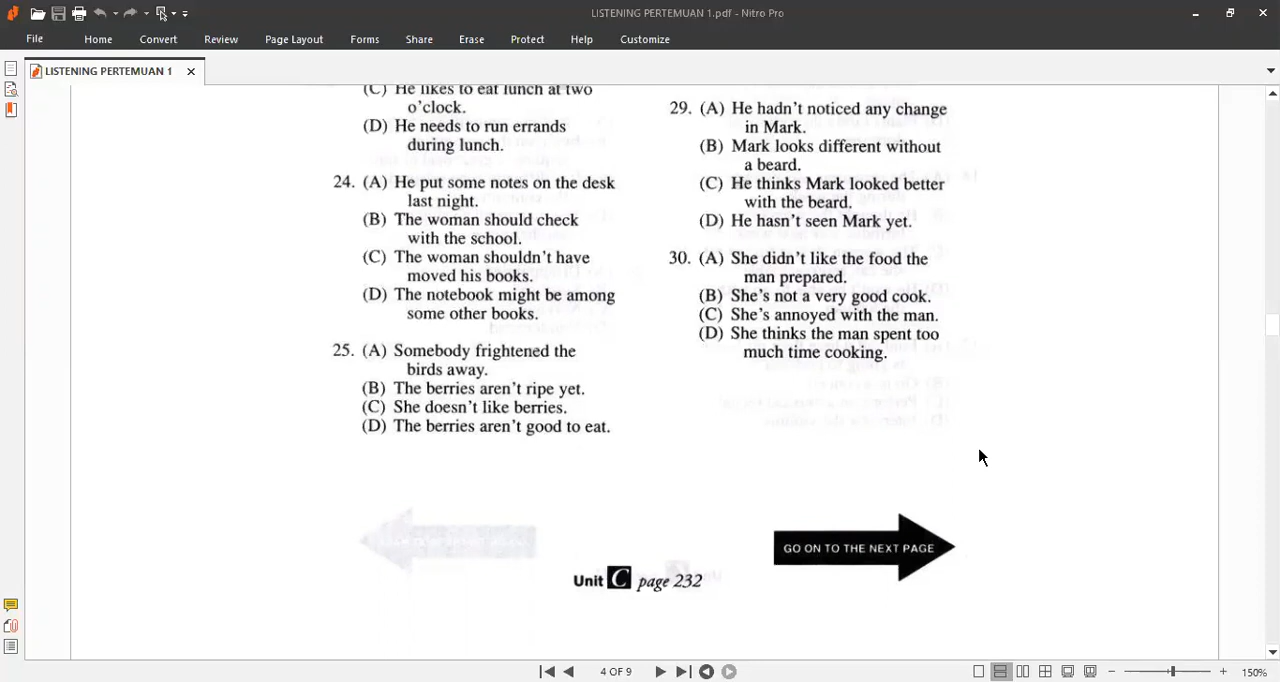 LISTENING PERTEMUAN 1.pdf - Nitro Pro
File Home Convert Review Page Layout Forms Share Erase Protect Help Customize
LISTENING PERTEMUAN 1
(C) He likes to eat lunch at two
o'clock.
(D) He needs to run errands
during lunch.
24. (A) He put some notes on the desk
last night.
(B) The woman should check
with the school.
(C) The woman shouldn't have
moved his books.
(D) The notebook might be among
some other books.
25. (A) Somebody frightened the
birds away.
(B) The berries aren't ripe yet.
(C) She doesn't like berries.
(D) The berries aren't good to eat.
29. (A) He hadn't noticed any change
in Mark.
(B) Mark looks different without
a beard.
(C) He thinks Mark looked better
with the beard.
(D) He hasn't seen Mark yet.
30. (A) She didn't like the food the
man prepared.
(B) She's not a very good cook.
(C) She's annoyed with the man.
(D) She thinks the man spent too
much time cooking.
GO ON TO THE NEXT PAGE
Unit C page 232
4 OF 9
150%